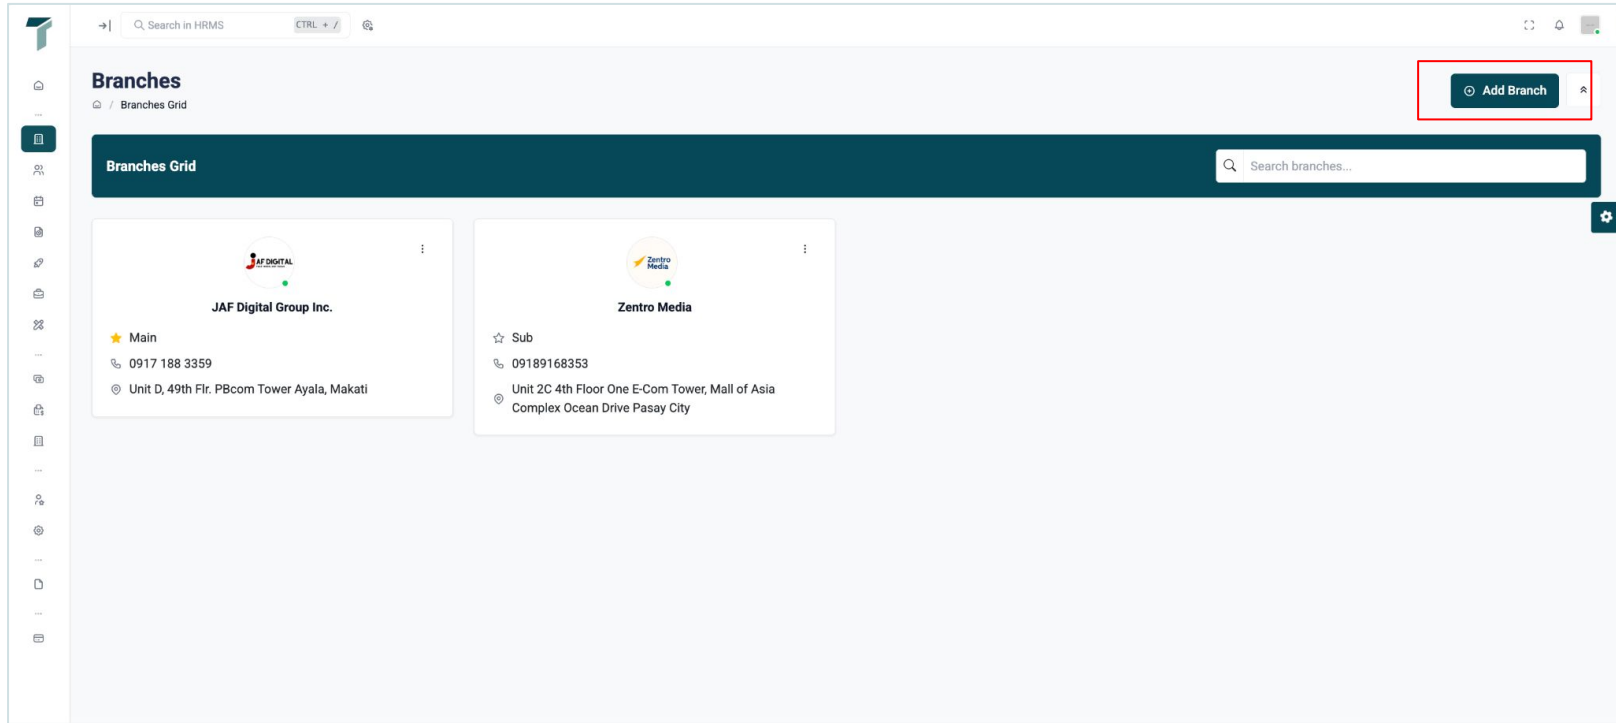 Search in HRMS
CTRL + /
Branches
/ Branches Grid
Add Branch
Branches Grid
Search branches...
JAF DIGITAL
JAF Digital Group Inc.
Main
0917 188 3359
Unit D, 49th Flr. PBcom Tower Ayala, Makati
Zentro
Media
Zentro Media
Sub
09189168353
Unit 2C 4th Floor One E-Com Tower, Mall of Asia
Complex Ocean Drive Pasay City